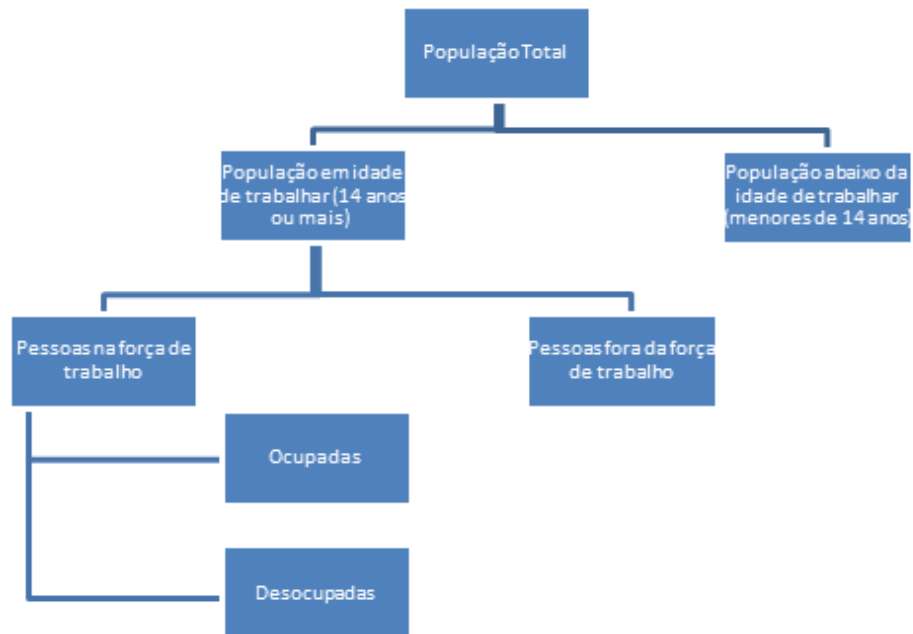 População Total
População em idade
de trabalhar (14 anos
ou mais)
População abaixo da
idade de trabalhar
(menores de 14 anos)
Pessoas na força de
trabalho
Pessoas fora da força
de trabalho
Ocupadas
Desocupadas